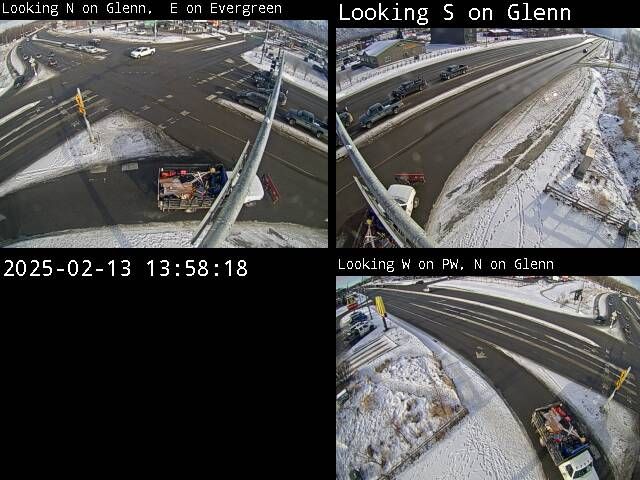 Looking N on Glenn,  E on Evergreen
Looking S on Glenn
2025-02-13 13:58:18
Looking W on PW, N on Glenn